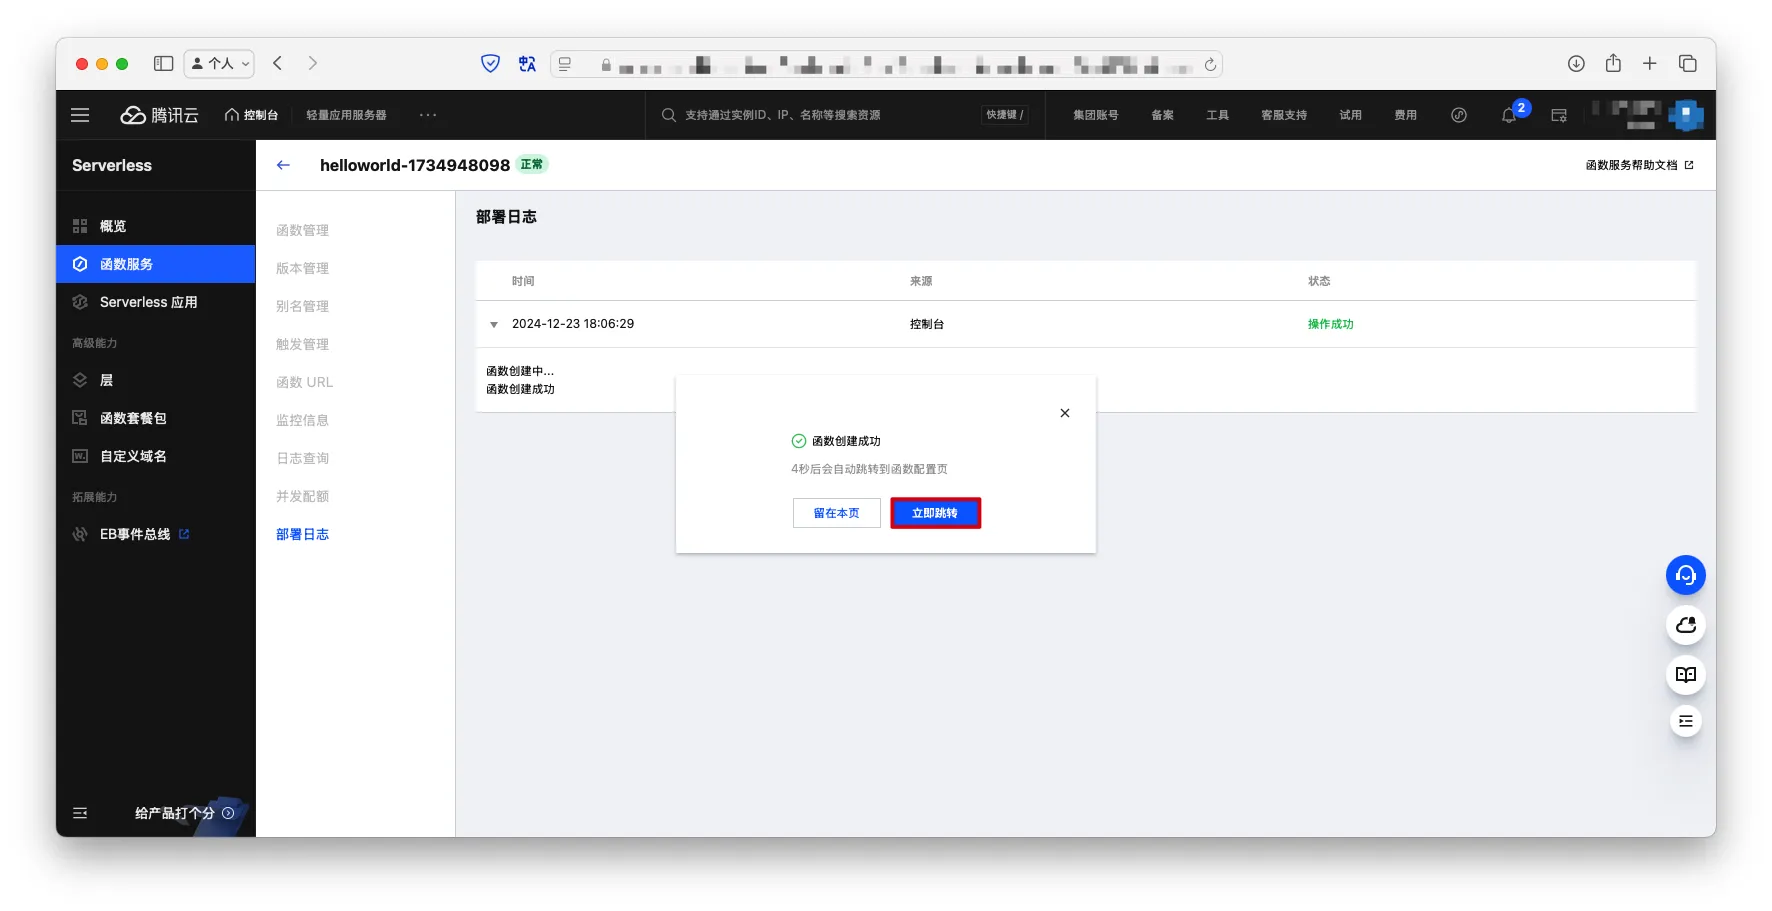 个人
腾讯云
控制台
轻量应用服务器
···
支持通过实例ID、IP、名称等搜索资源
快捷键 /
集团账号
备案
工具
客服支持
试用
费用
2
Serverless
helloworld-1734948098
正常
函数服务帮助文档
概览
函数服务
Serverless 应用
高级能力
层
函数套餐包
自定义域名
拓展能力
EB事件总线
给产品打个分
函数管理
版本管理
别名管理
触发管理
函数 URL
监控信息
日志查询
并发配额
部署日志
部署日志
时间
来源
状态
2024-12-23 18:06:29
控制台
操作成功
函数创建中...
函数创建成功
函数创建成功
4秒后会自动跳转到函数配置页
留在本页
立即跳转